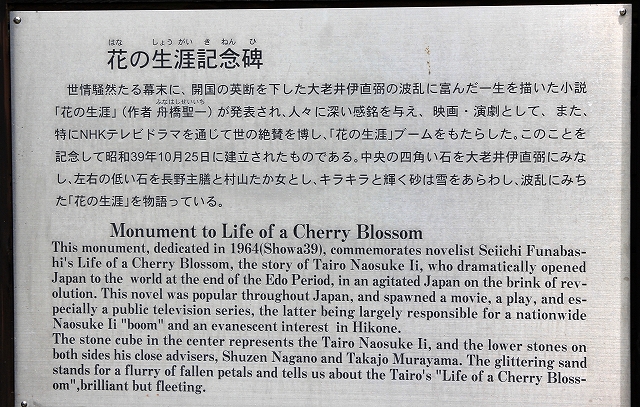 はな しょうがい きねんひ
花の生涯記念碑
世情騒然たる幕末に、開国の英断を下した大老井伊直弼の波乱に富んだ一生を描いた小説
ふなはしせいいち
「花の生涯」(作者 舟橋聖一)が発表され、人々に深い感銘を与え、映画・演劇として、また、
特にNHKテレビドラマを通じて世の絶賛を博し、「花の生涯」ブームをもたらした。このことを
記念して昭和39年10月25日に建立されたものである。中央の四角い石を大老井伊直弼にみな
し、左右の低い石を長野主膳と村山たか女とし、キラキラと輝く砂は雪をあらわし、波乱にみち
た「花の生涯」を物語っている。
Monument to Life of a Cherry Blossom
This monument, dedicated in 1964(Showa39), commemorates novelist Seiichi Funabas-
hi's Life of a Cherry Blossom, the story of Tairo Naosuke Ii, who dramatically opened
Japan to the world at the end of the Edo Period, in an agitated Japan on the brink of rev-
olution. This novel was popular throughout Japan, and spawned a movie, a play, and es-
pecially a public television series, the latter being largely responsible for a nationwide
Naosuke Ii "boom" and an evanescent interest in Hikone.
The stone cube in the center represents the Tairo Naosuke Ii, and the lower stones on
both sides his close advisers, Shuzen Nagano and Takajo Murayama. The glittering sand
stands for a flurry of fallen petals and tells us about the Tairo's "Life of a Cherry Bloss-
om",brilliant but fleeting.